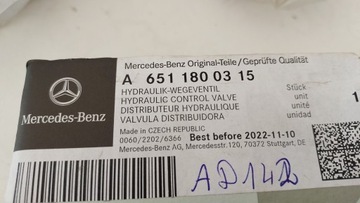 Mercedes-Benz Original-Teile/Geprüfte Qualität
A 651 180 03 15
HYDRAULIK-WEGEVENTIL
HYDRAULIC CONTROL VALVE
DISTRIBUTEUR HYDRAULIQUE
VALVULA DISTRIBUIDORA
Stück
unit
unité
unidad
1
Mercedes-Benz
Made in CZECH REPUBLIC
0060/2202/6366 Best before 2022-11-10
Mercedes-Benz AG, Mercedesstr.120, 70372 Stuttgart, DE
AD142